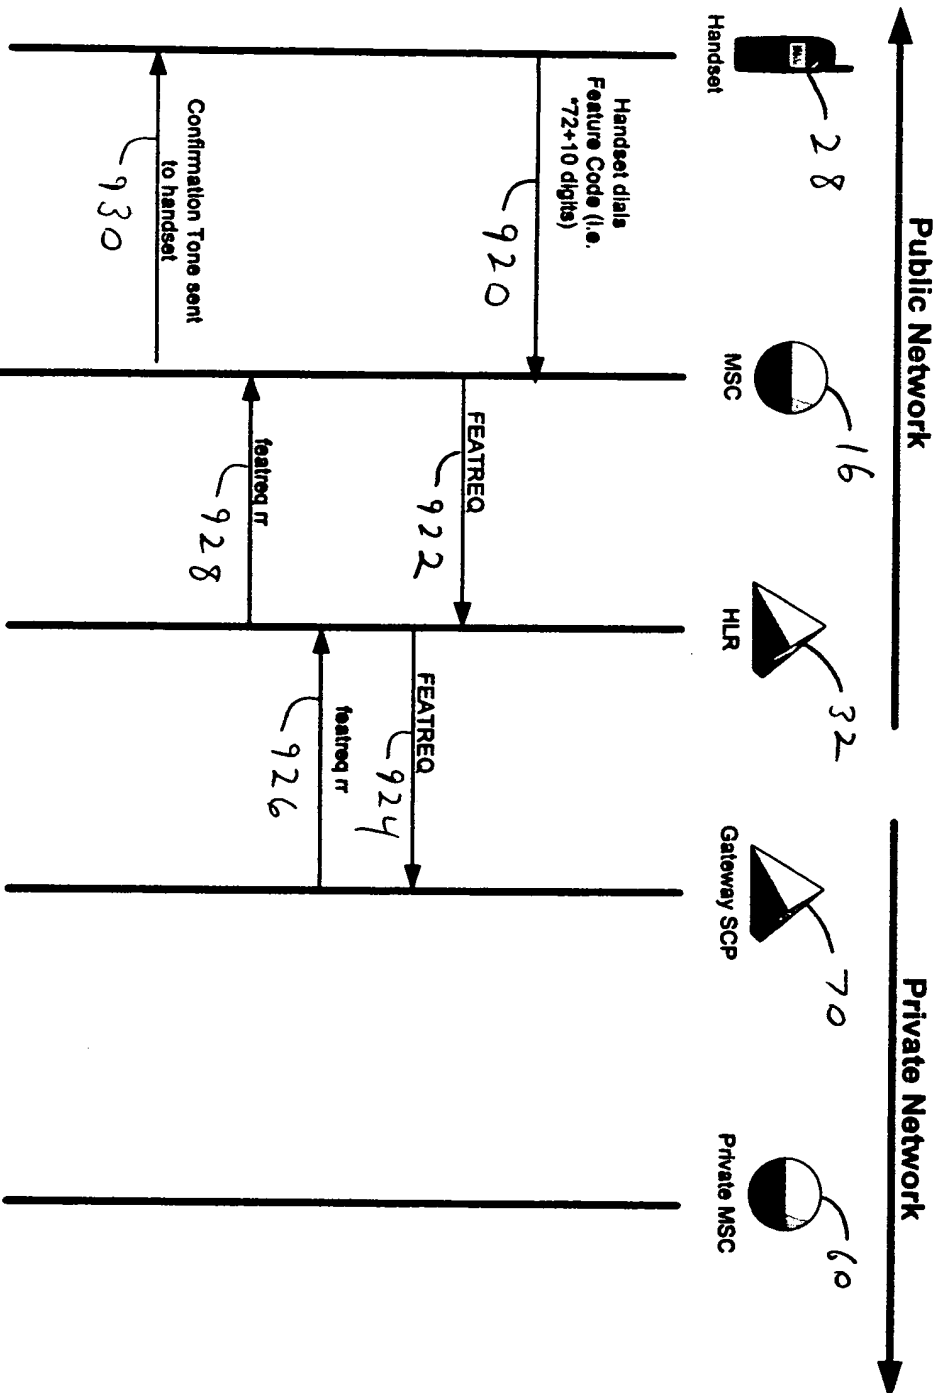 Public Network
Private Network
28
16
32
70
60
Handset
MSC
HLR
Gateway SCP
Private MSC
Handset dials
Feature Code (i.e.
*72+10 digits)
920
FEATREQ
922
FEATREQ
924
featreq rr
926
featreq rr
928
Confirmation Tone sent
to handset
930